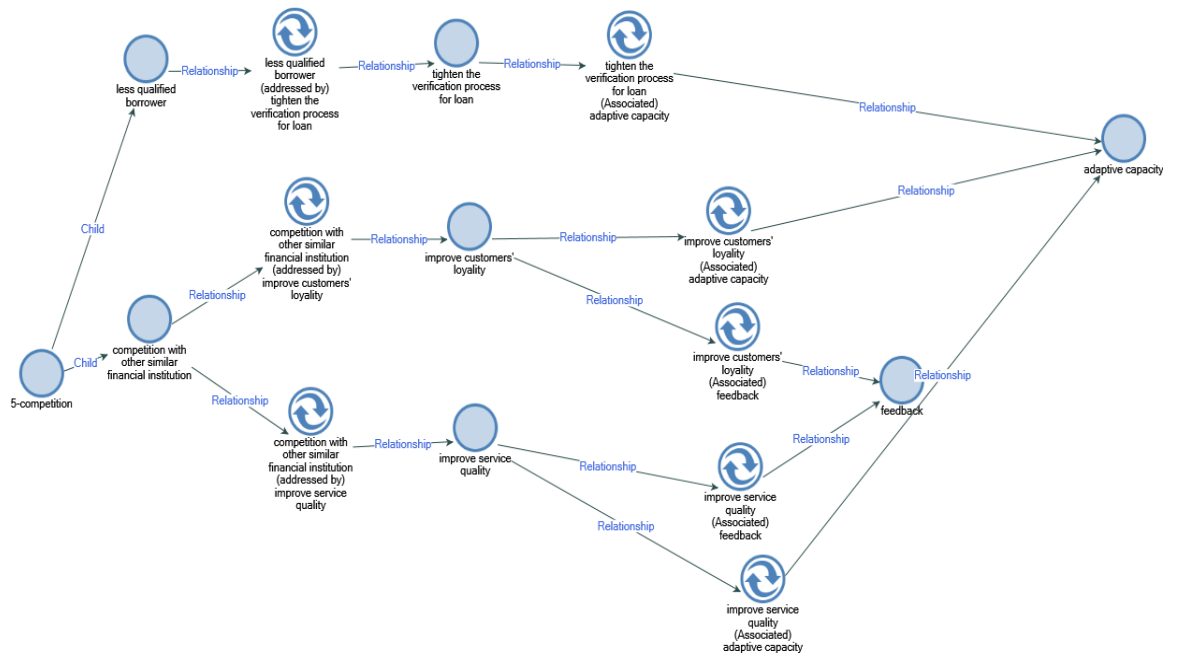 less qualified
borrower
Relationship
less qualified
borrower
(addressed by)
tighten the
verification process
for loan
Relationship
tighten the
verification process
for loan
Relationship
tighten the
verification process
for loan
(Associated)
adaptive capacity
Relationship
adaptive capacity
Child
competition with
other similar
financial institution
(addressed by)
improve customers'
loyality
Relationship
improve customers'
loyality
Relationship
improve customers'
loyality
(Associated)
adaptive capacity
Relationship
Relationship
competition with
other similar
financial institution
Child
5-competition
Relationship
improve customers'
loyality
(Associated)
feedback
Relationship
feedback
Relationship
Relationship
competition with
other similar
financial institution
(addressed by)
improve service
quality
Relationship
improve service
quality
Relationship
improve service
quality
(Associated)
feedback
Relationship
Relationship
improve service
quality
(Associated)
adaptive capacity